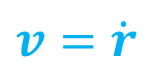 𝒗 = 𝒓̇